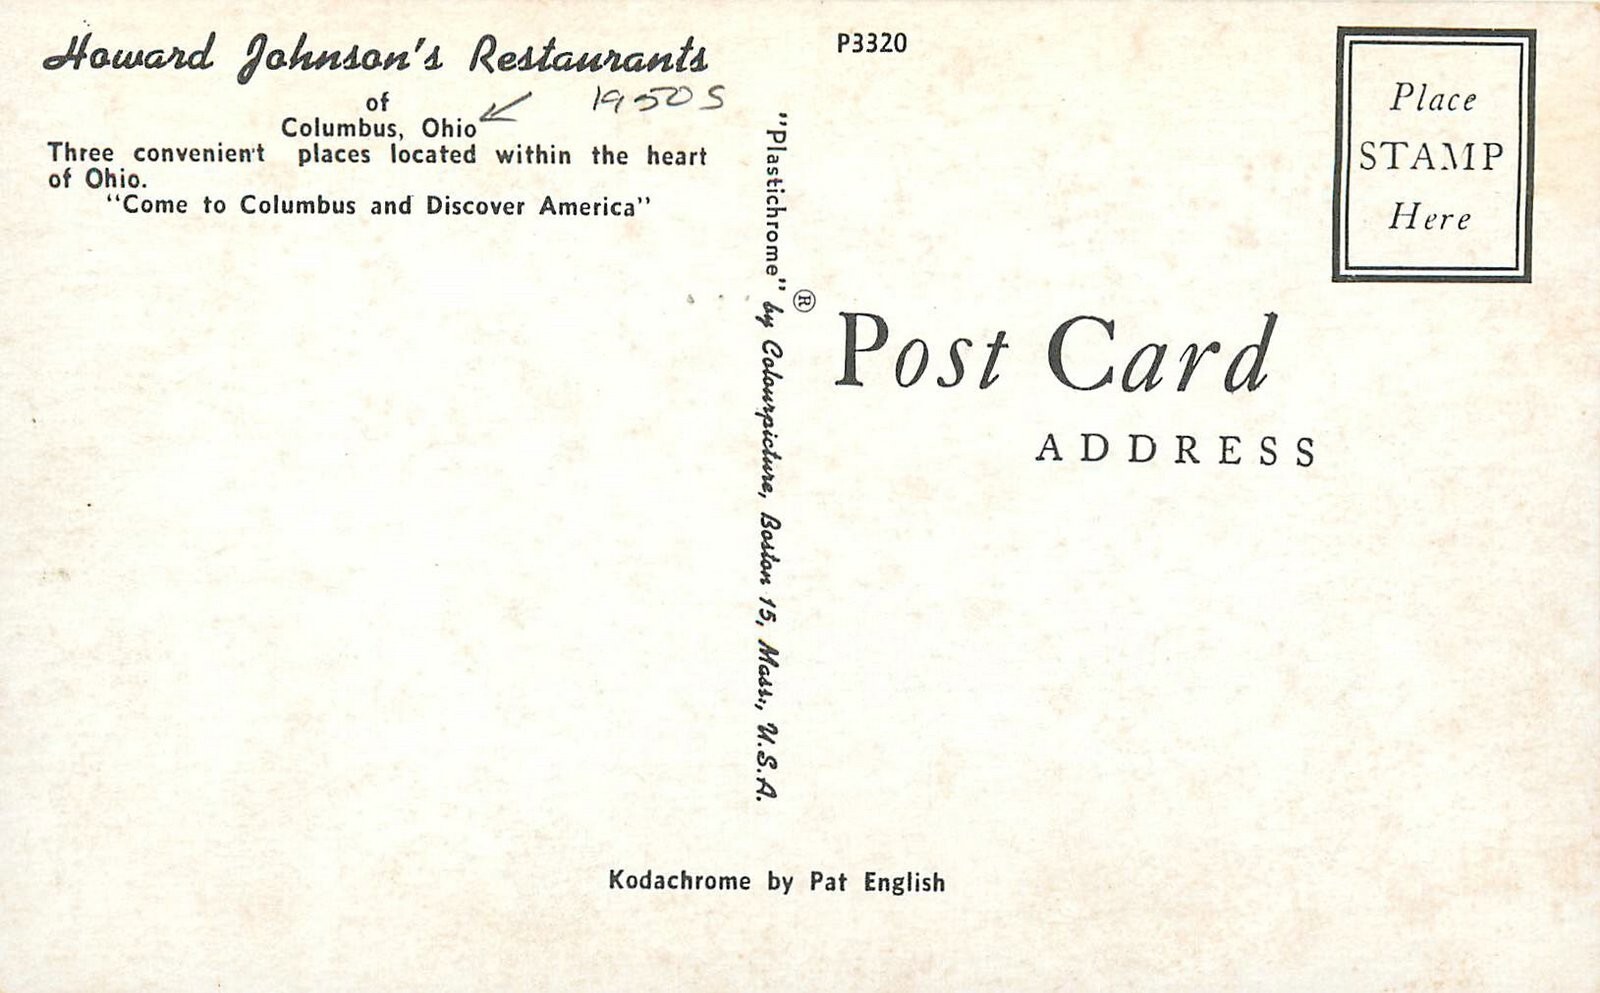 Howard Johnson's Restaurants
of
Columbus, Ohio
1950s
Three convenient places located within the heart
of Ohio.
"Come to Columbus and Discover America"
"Plastichrome" ® by Colourpicture, Boston 15, Mass., U.S.A.
P3320
Place
STAMP
Here
Post Card
ADDRESS
Kodachrome by Pat English